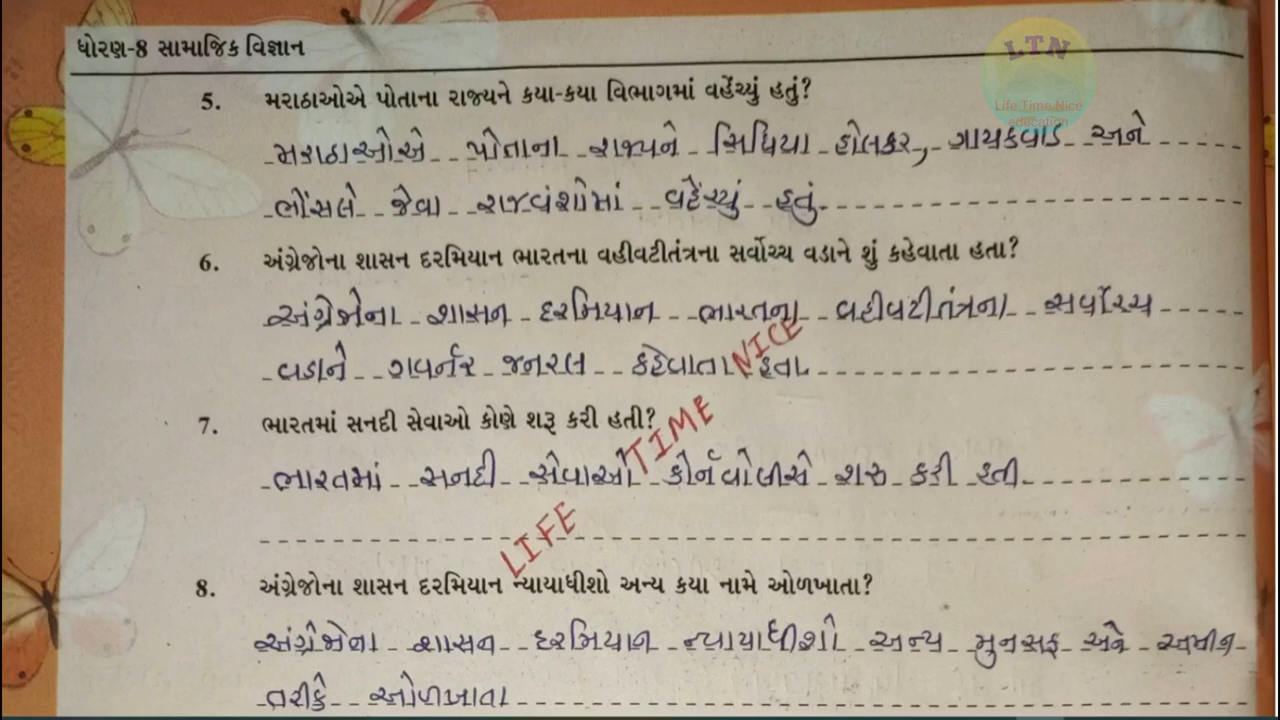 ધોરણ-8 સામાજિક વિજ્ઞાન
LTN
Life Time Nice
education
5. મરાઠાઓએ પોતાના રાજ્યને કયા-કયા વિભાગમાં વહેંચ્યું હતું?
મરાઠાઓએ પોતાના રાજ્યને સિંધિયા હોલકર, ગાયકવાડ અને
ભોંસલે જેવા રાજવંશોમાં વહેંચ્યું હતું.
6. અંગ્રેજોના શાસન દરમિયાન ભારતના વહીવટીતંત્રના સર્વોચ્ચ વડાને શું કહેવાતા હતા?
અંગ્રેજોના શાસન દરમિયાન ભારતના વહીવટીતંત્રના સર્વોચ્ચ
વડાને ગવર્નર જનરલ કહેવાતા હતા.
7. ભારતમાં સનદી સેવાઓ કોણે શરૂ કરી હતી?
ભારતમાં સનદી સેવાઓ કોર્નવોલીસે શરુ કરી હતી.
LIFE TIME NICE
8. અંગ્રેજોના શાસન દરમિયાન ન્યાયાધીશો અન્ય કયા નામે ઓળખાતા?
અંગ્રેજોના શાસન દરમિયાન ન્યાયાધીશો અન્ય મુનસફ અને અમીન
તરીકે ઓળખાતા